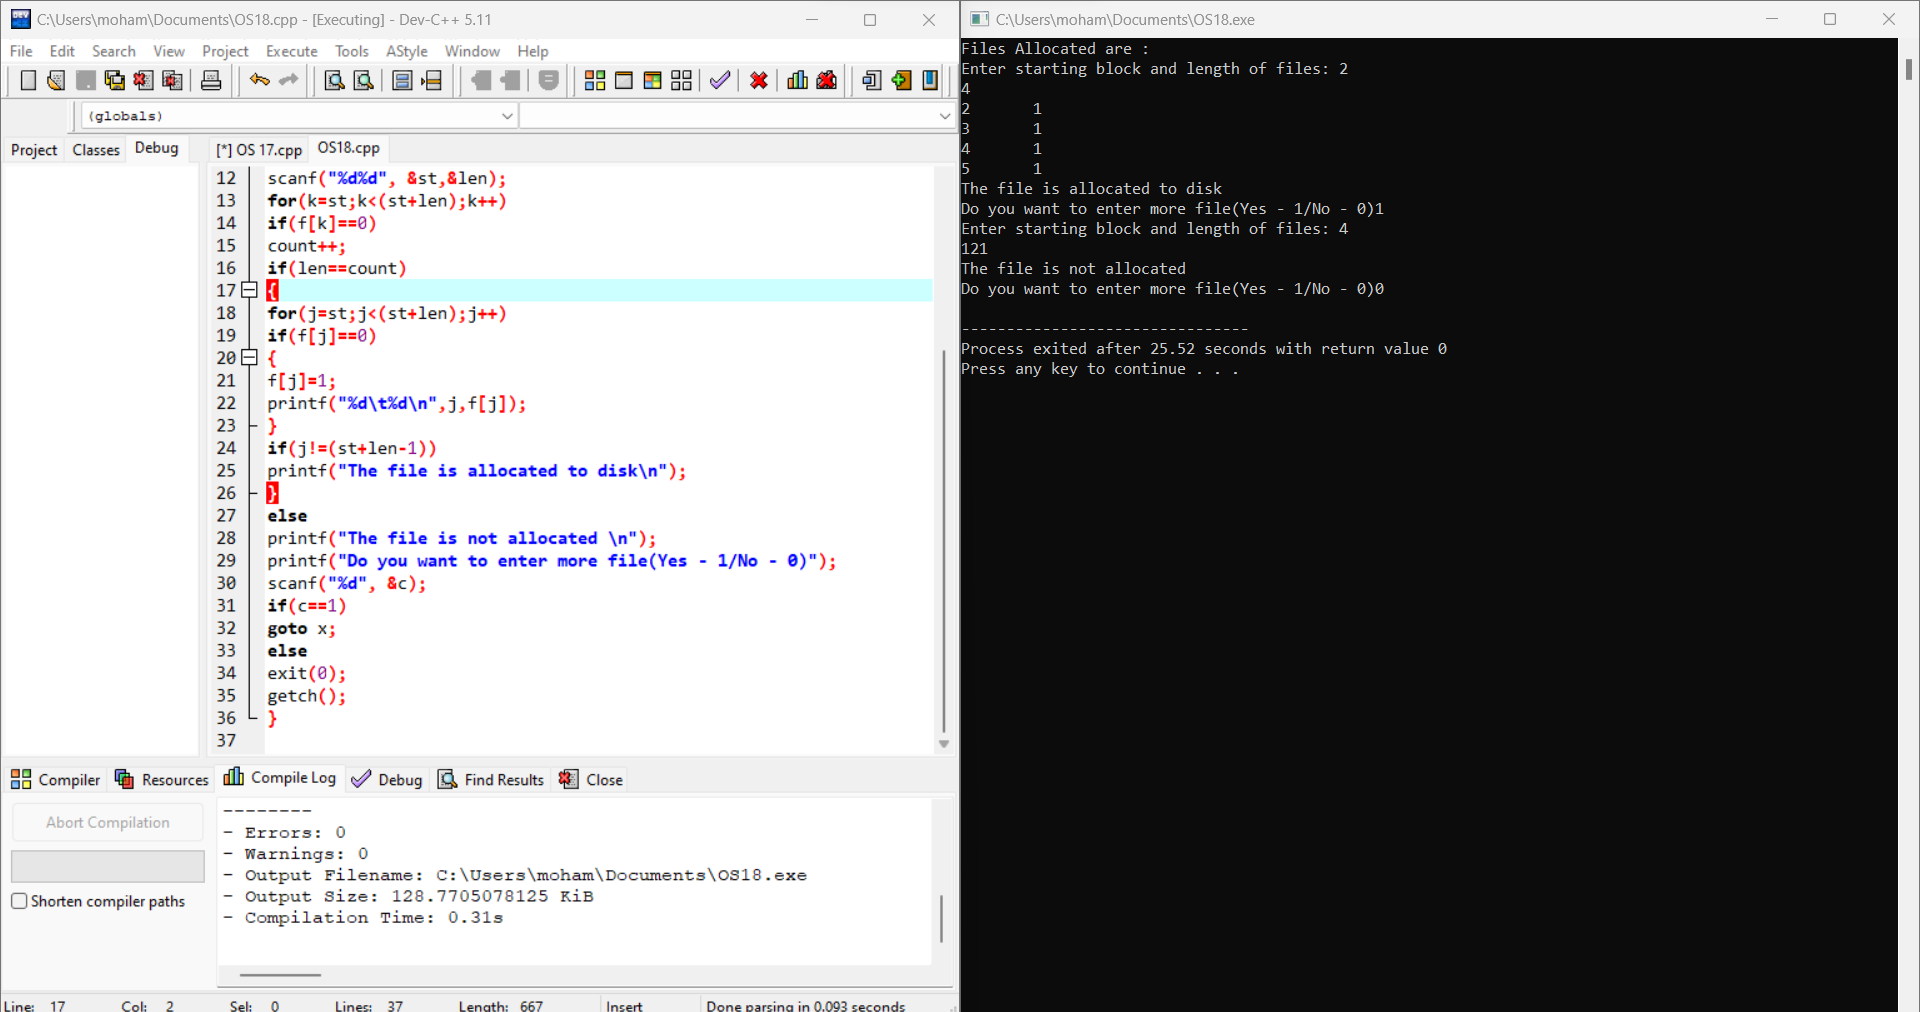 C:\Users\moham\Documents\OS18.cpp - [Executing] - Dev-C++ 5.11
File Edit Search View Project Execute Tools AStyle Window Help
(globals)
Project Classes Debug
[*] OS 17.cpp OS18.cpp
12 scanf("%d%d", &st,&len);
13 for(k=st;k<(st+len);k++)
14 if(f[k]==0)
15 count++;
16 if(len==count)
17 {
18 for(j=st;j<(st+len);j++)
19 if(f[j]==0)
20 {
21 f[j]=1;
22 printf("%d\t%d\n",j,f[j]);
23 }
24 if(j!=(st+len-1))
25 printf("The file is allocated to disk\n");
26 }
27 else
28 printf("The file is not allocated \n");
29 printf("Do you want to enter more file(Yes - 1/No - 0)");
30 scanf("%d", &c);
31 if(c==1)
32 goto x;
33 else
34 exit(0);
35 getch();
36 }
37
Compiler Resources Compile Log Debug Find Results Close
Abort Compilation
Shorten compiler paths
--------
- Errors: 0
- Warnings: 0
- Output Filename: C:\Users\moham\Documents\OS18.exe
- Output Size: 128.7705078125 KiB
- Compilation Time: 0.31s
Line: 17 Col: 2 Sel: 0 Lines: 37 Length: 667 Insert Done parsing in 0.093 seconds
C:\Users\moham\Documents\OS18.exe
Files Allocated are :
Enter starting block and length of files: 2
4
2 1
3 1
4 1
5 1
The file is allocated to disk
Do you want to enter more file(Yes - 1/No - 0)1
Enter starting block and length of files: 4
121
The file is not allocated
Do you want to enter more file(Yes - 1/No - 0)0
--------------------------------
Process exited after 25.52 seconds with return value 0
Press any key to continue . . .